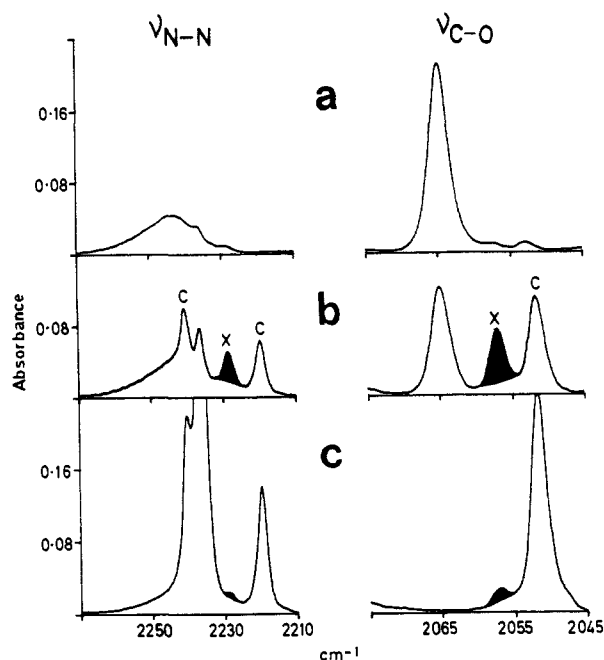 νN–N νC–O
a
0·16
0·08
C X C
b
X C
0·08
Absorbance
c
0·16
0·08
2250 2230 2210
2065 2055 2045
cm⁻¹